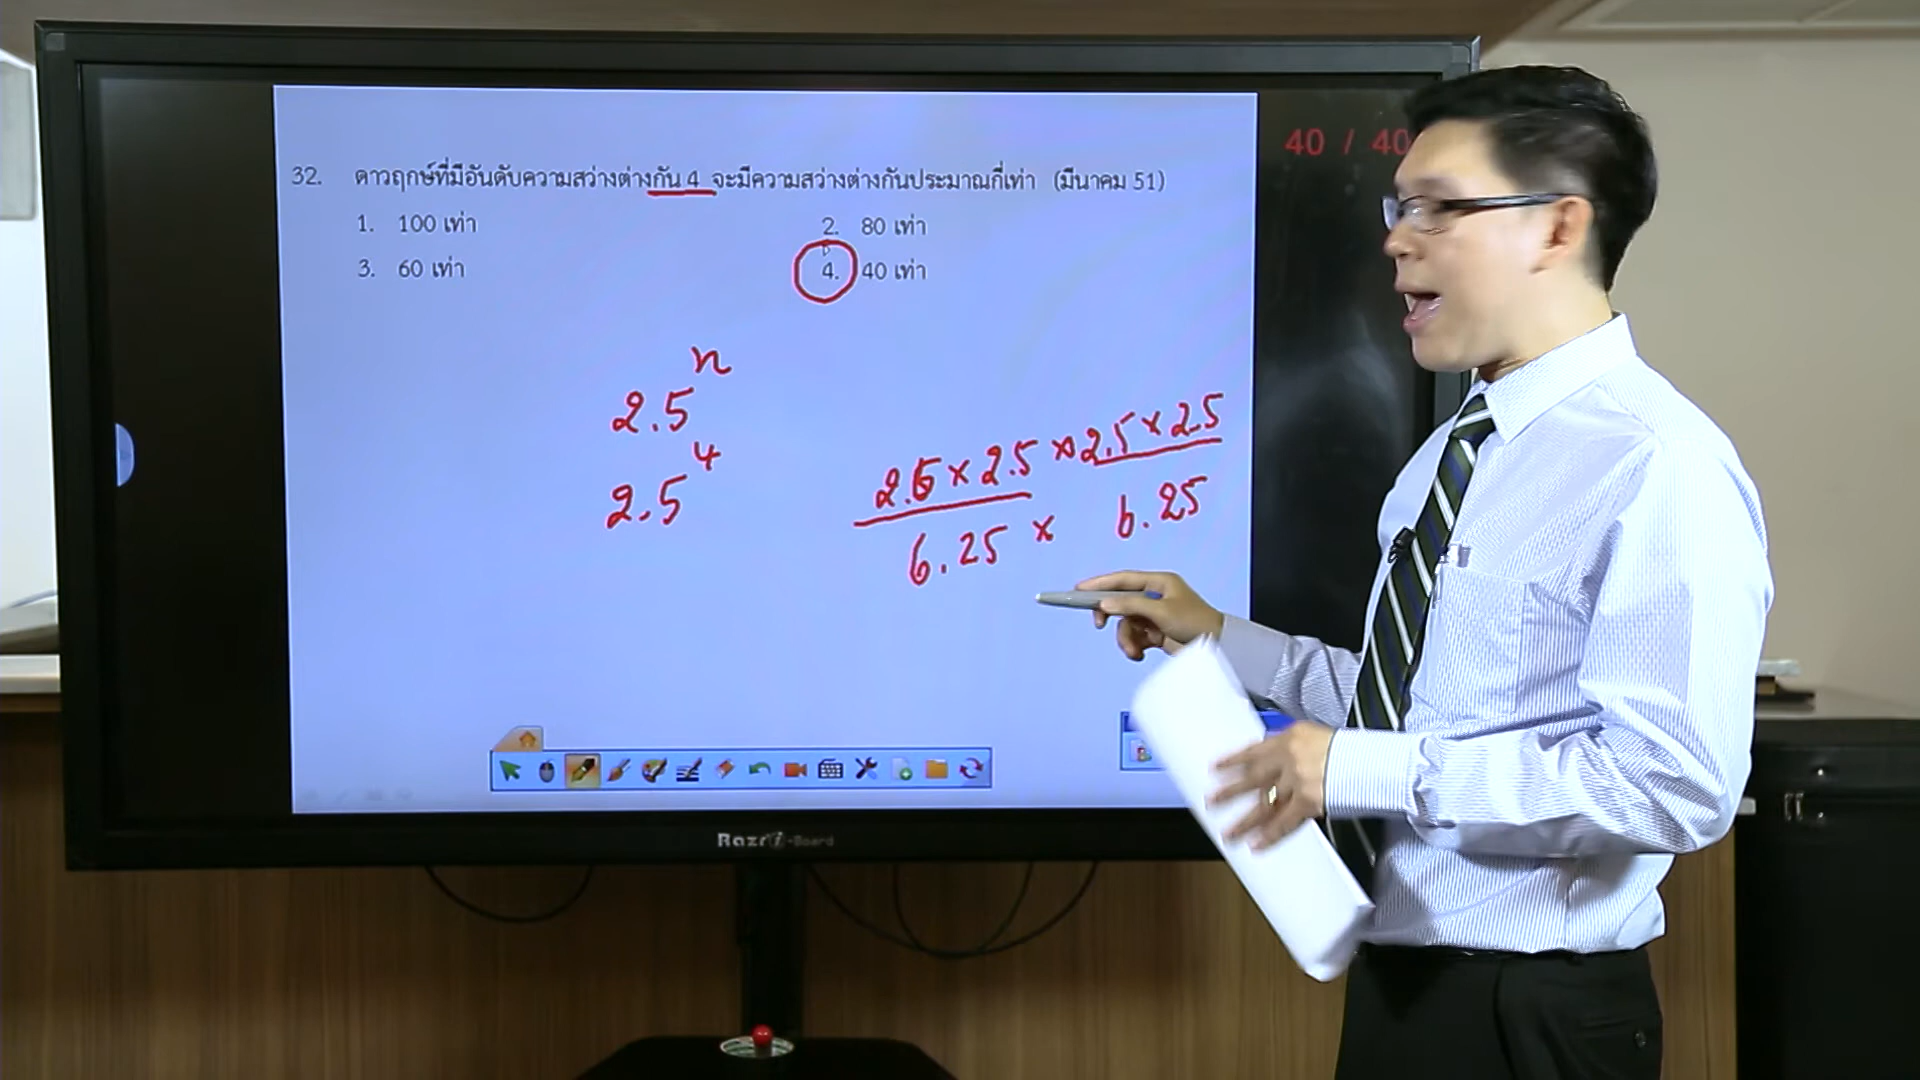 40 / 40
32. ดาวฤกษ์ที่มีอันดับความสว่างต่างกัน 4 จะมีความสว่างต่างกันประมาณกี่เท่า (มีนาคม 51)
1. 100 เท่า
2. 80 เท่า
3. 60 เท่า
4. 40 เท่า
2.5ⁿ
2.5⁴
2.5 × 2.5 × 2.5 × 2.5
6.25 × 6.25
Razr i-Board